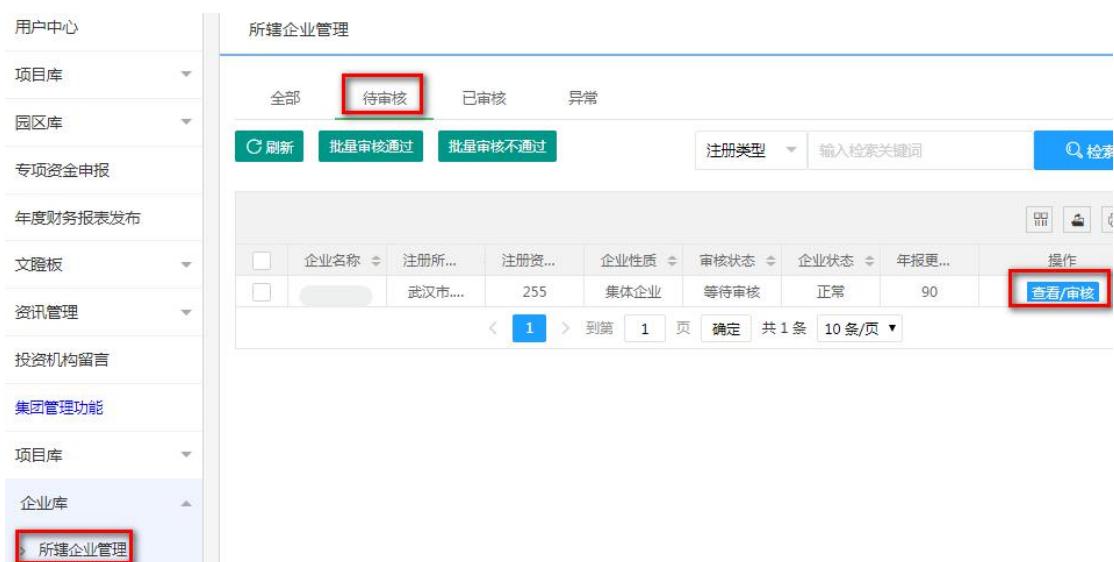 用户中心
项目库
园区库
专项资金申报
年度财务报表发布
文瞪板
资讯管理
投资机构留言
集团管理功能
项目库
企业库
所辖企业管理
所辖企业管理
全部 待审核 已审核 异常
刷新 批量审核通过 批量审核不通过 注册类型 输入检索关键词 检索
企业名称 注册所... 注册资... 企业性质 审核状态 企业状态 年报更... 操作
武汉市.... 255 集体企业 等待审核 正常 90 查看/审核
< 1 > 到第 1 页 确定 共 1 条 10 条/页